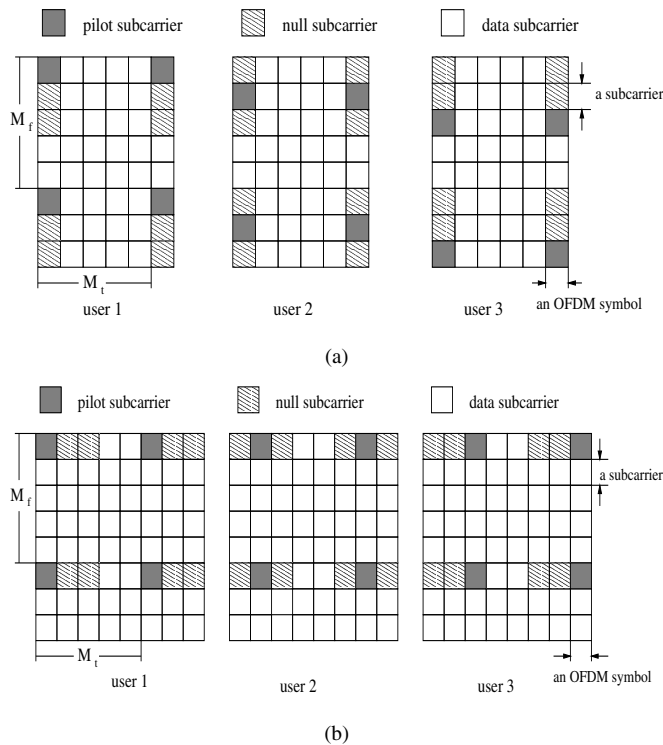 pilot subcarrier null subcarrier data subcarrier
a subcarrier
M f
M t
user 1 user 2 user 3
an OFDM symbol
(a)
pilot subcarrier null subcarrier data subcarrier
a subcarrier
M f
M t
user 1 user 2 user 3
an OFDM symbol
(b)